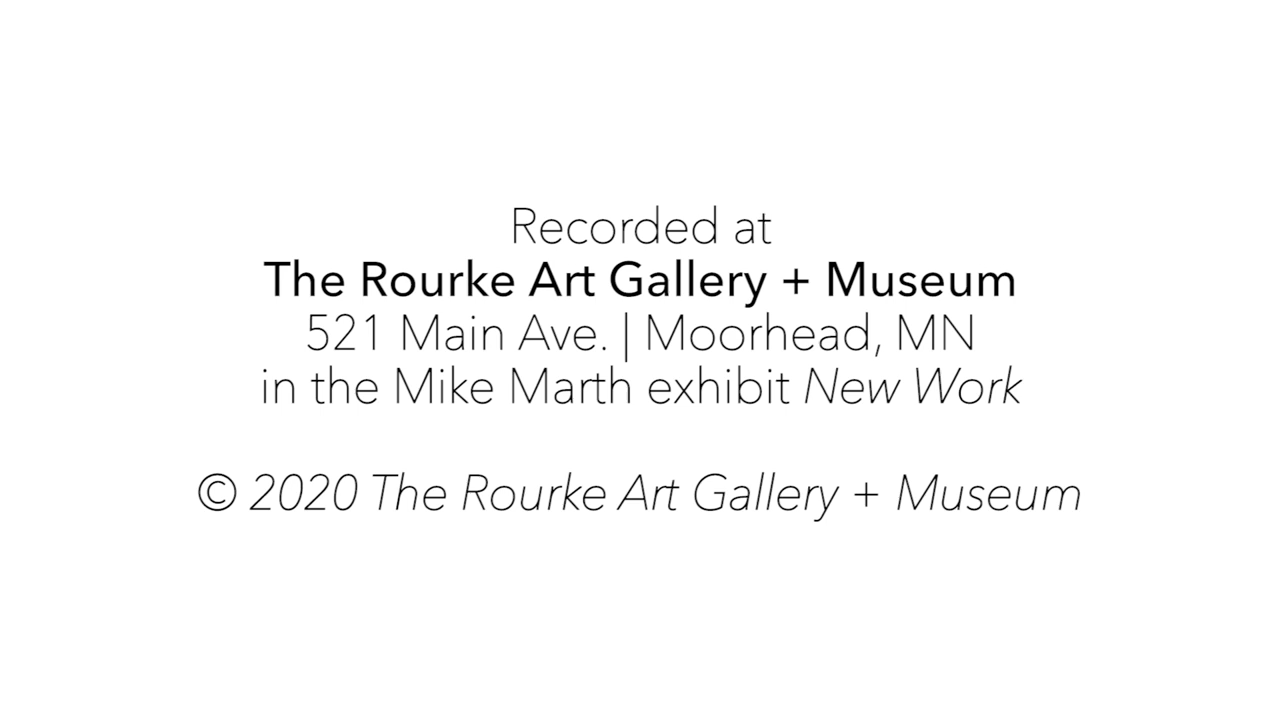 Recorded at
The Rourke Art Gallery + Museum
521 Main Ave. | Moorhead, MN
in the Mike Marth exhibit New Work
© 2020 The Rourke Art Gallery + Museum